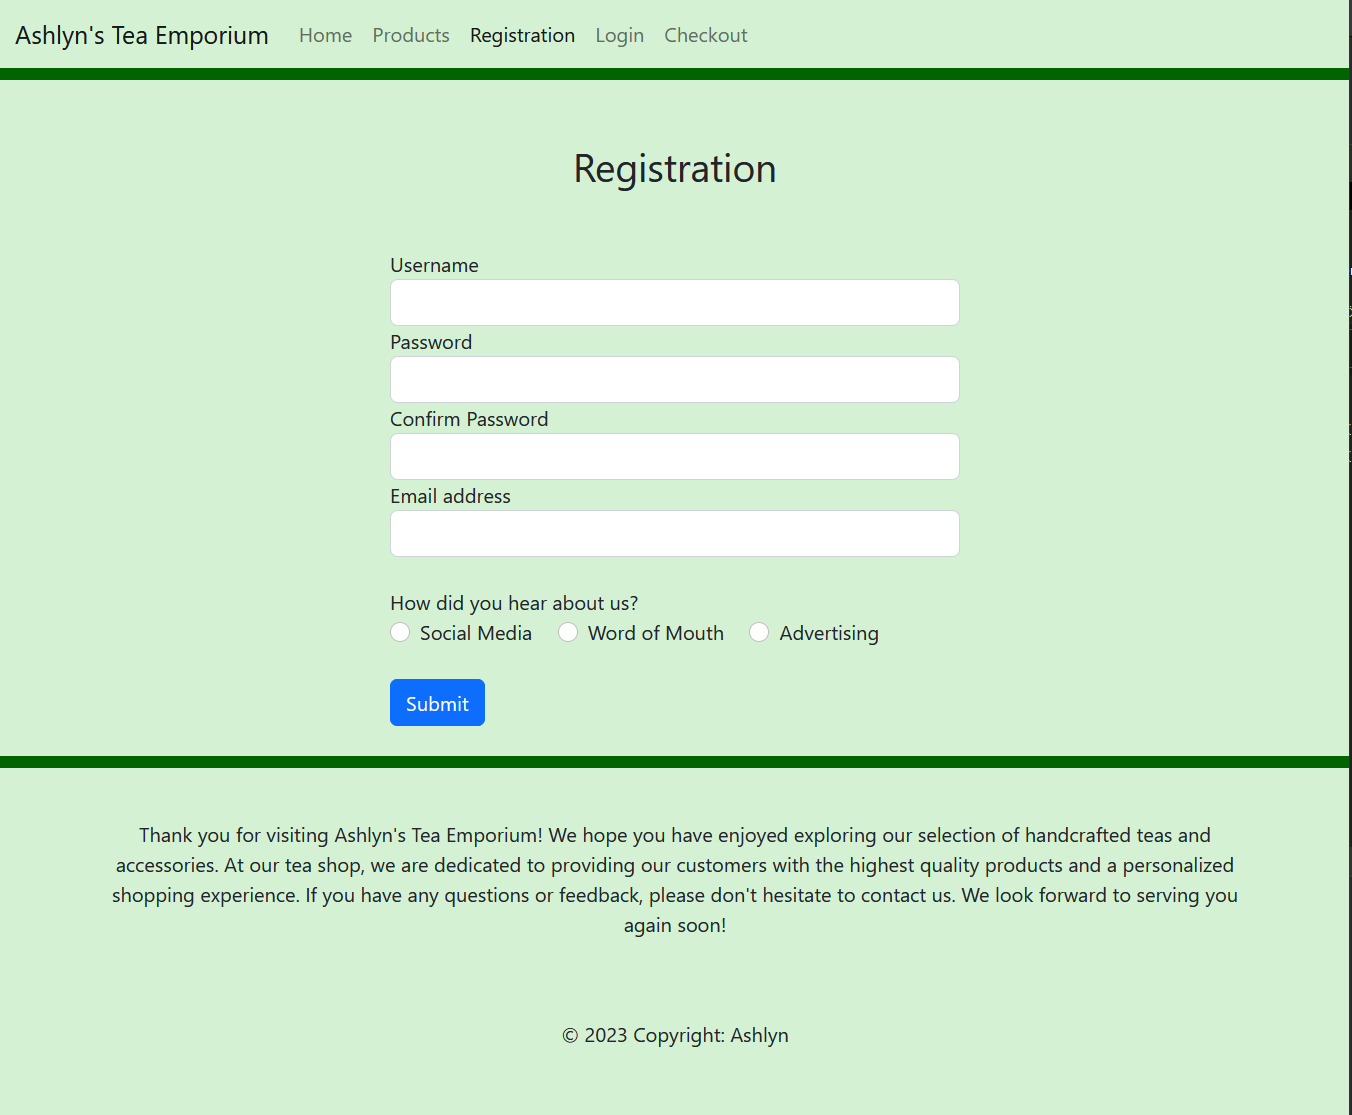 Ashlyn's Tea Emporium Home Products Registration Login Checkout
Registration
Username
Password
Confirm Password
Email address
How did you hear about us?
Social Media Word of Mouth Advertising
Submit
Thank you for visiting Ashlyn's Tea Emporium! We hope you have enjoyed exploring our selection of handcrafted teas and
accessories. At our tea shop, we are dedicated to providing our customers with the highest quality products and a personalized
shopping experience. If you have any questions or feedback, please don't hesitate to contact us. We look forward to serving you
again soon!
© 2023 Copyright: Ashlyn